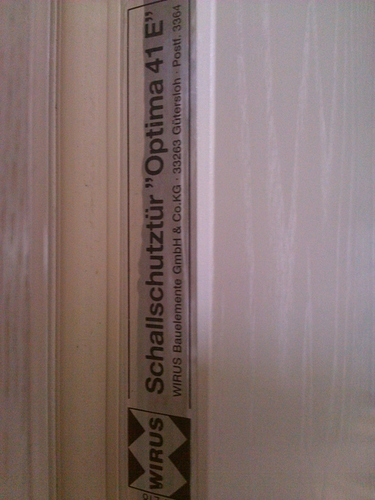 WIRUS
Schallschutztür "Optima 41 E"
WIRUS Bauelemente GmbH & Co.KG · 33263 Gütersloh · Postf. 3364